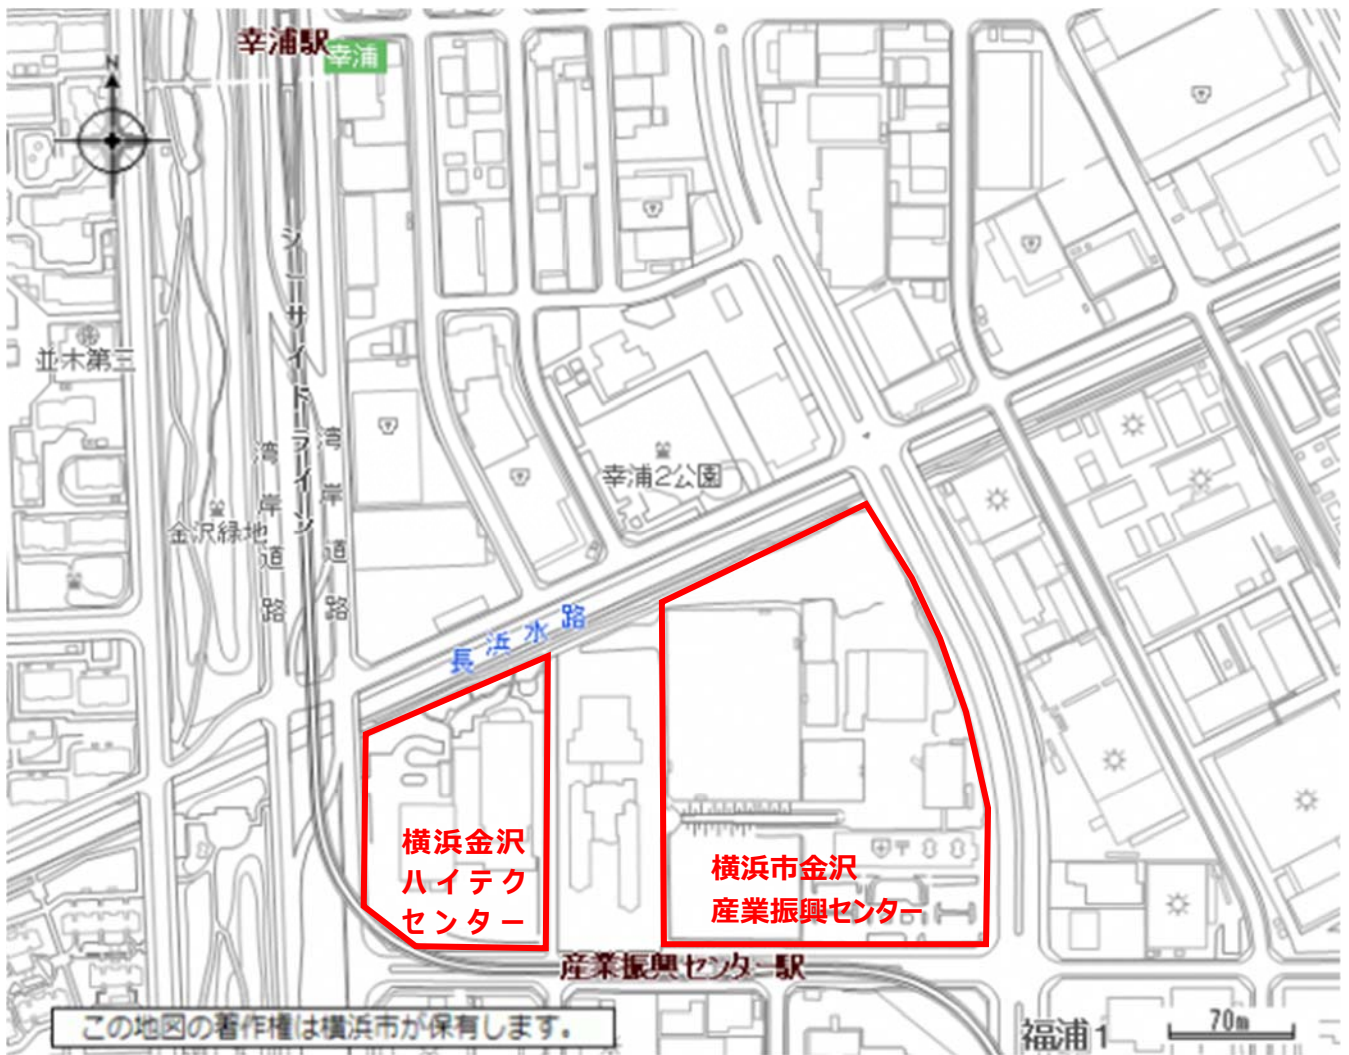 幸浦駅
幸浦
N
シーサイドライン
並木第三
湾岸道路
湾岸道路
幸浦2公園
金沢緑地
長浜水路
横浜金沢
ハイテク
センター
横浜市金沢
産業振興センター
産業振興センター駅
この地図の著作権は横浜市が保有します。
福浦1
70m